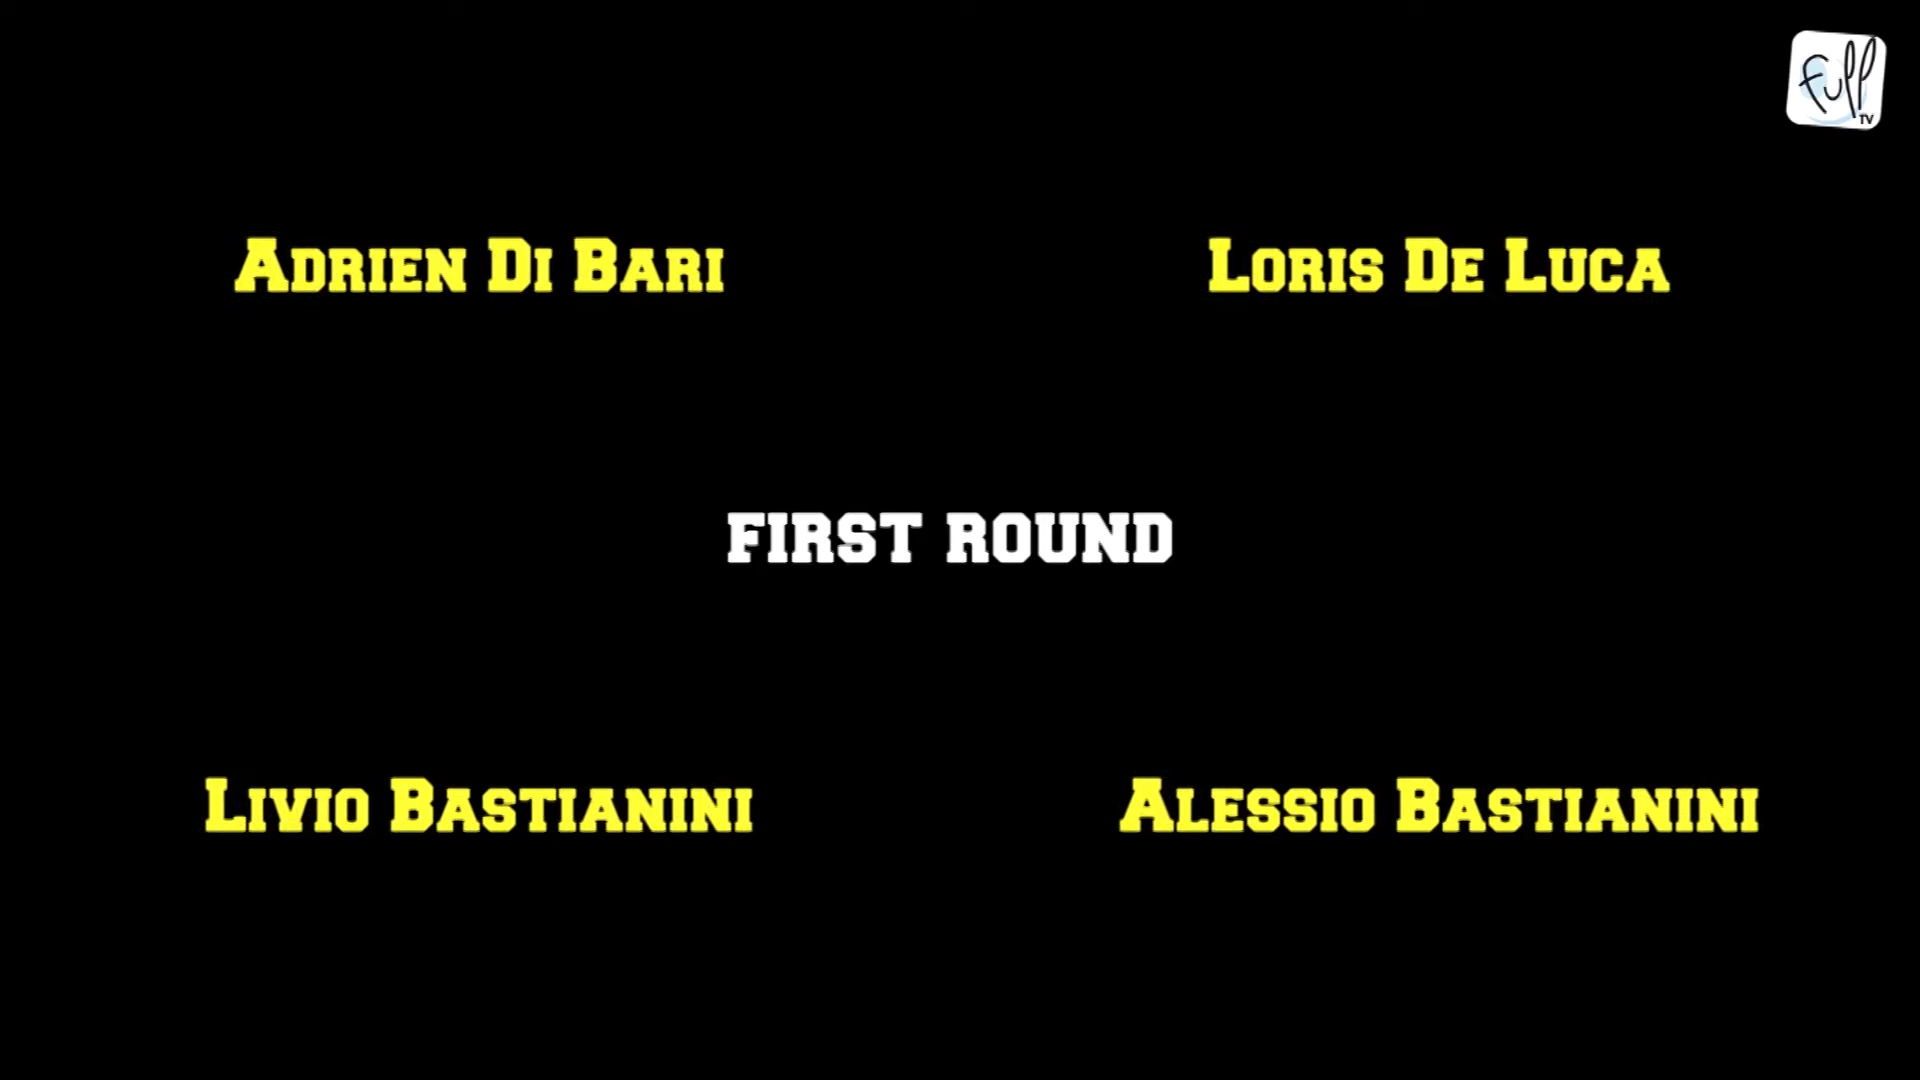 Full TV
Adrien Di Bari
Loris De Luca
FIRST ROUND
Livio Bastianini
Alessio Bastianini